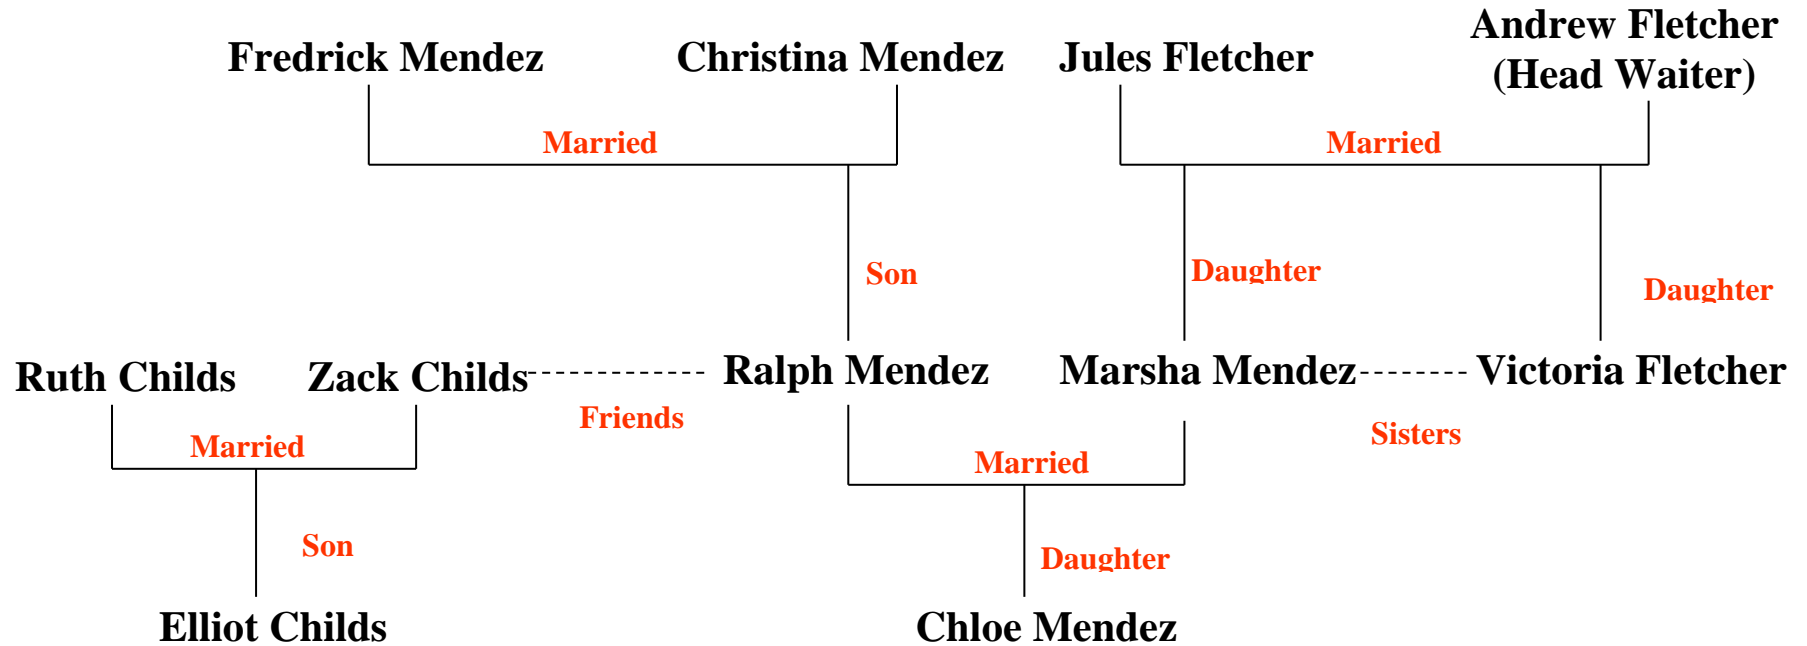 Fredrick Mendez
Christina Mendez
Jules Fletcher
Andrew Fletcher
(Head Waiter)
Married
Married
Son
Daughter
Daughter
Ruth Childs
Zack Childs
Ralph Mendez
Marsha Mendez
Victoria Fletcher
Friends
Sisters
Married
Married
Son
Daughter
Elliot Childs
Chloe Mendez